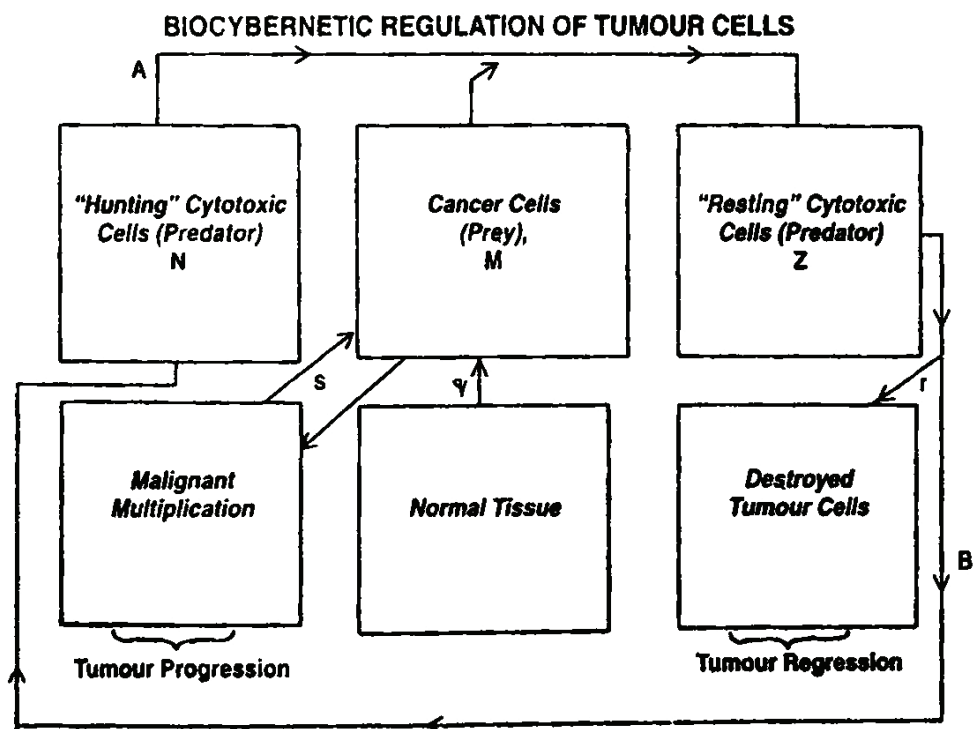 BIOCYBERNETIC REGULATION OF TUMOUR CELLS
A
"Hunting" Cytotoxic
Cells (Predator)
N
Cancer Cells
(Prey),
M
"Resting" Cytotoxic
Cells (Predator)
Z
s
q
r
Malignant
Multiplication
Normal Tissue
Destroyed
Tumour Cells
B
Tumour Progression
Tumour Regression